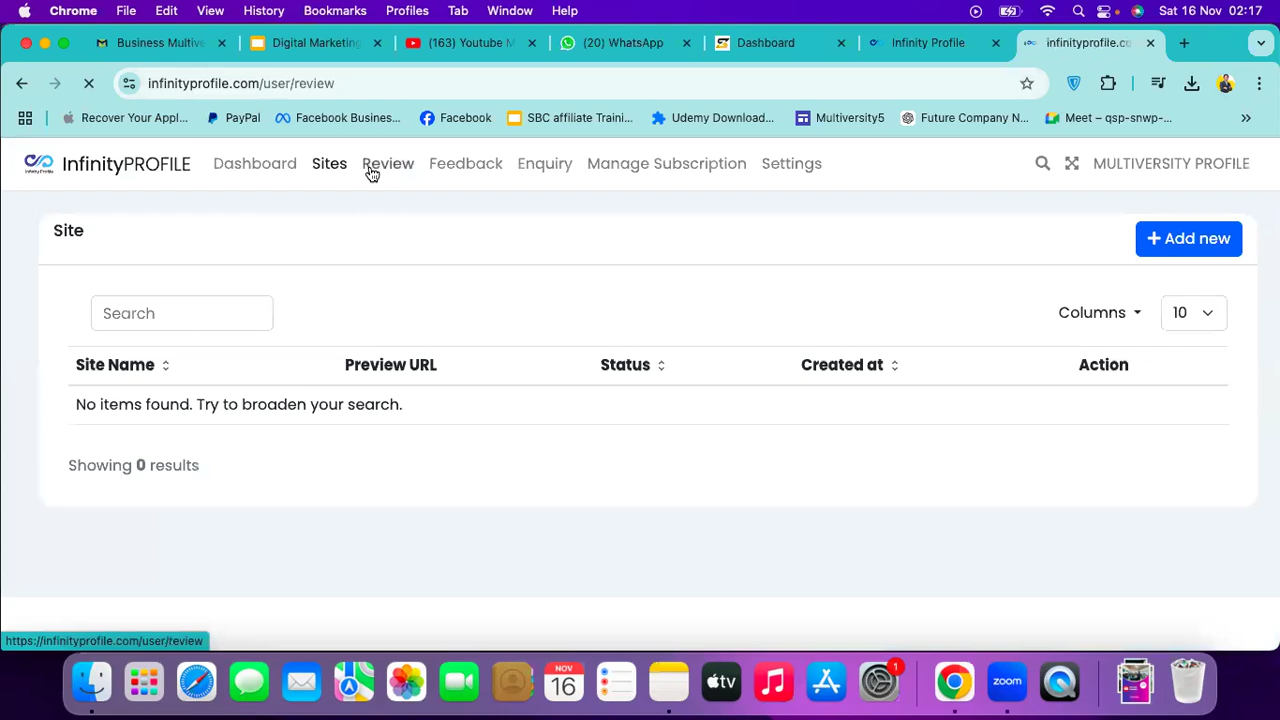 Chrome File Edit View History Bookmarks Profiles Tab Window Help Sat 16 Nov 02:17
Business Multive Digital Marketing (163) Youtube M (20) WhatsApp Dashboard Infinity Profile infinityprofile.co
infinityprofile.com/user/review
Recover Your Appl... PayPal Facebook Busines... Facebook SBC affiliate Traini... Udemy Download... Multiversity5 Future Company N... Meet – qsp-snwp-... »
InfinityPROFILE Dashboard Sites Review Feedback Enquiry Manage Subscription Settings MULTIVERSITY PROFILE
Site
+ Add new
Search
Columns 10
Site Name Preview URL Status Created at Action
No items found. Try to broaden your search.
Showing 0 results
https://infinityprofile.com/user/review
NOV
16
tv
zoom
1